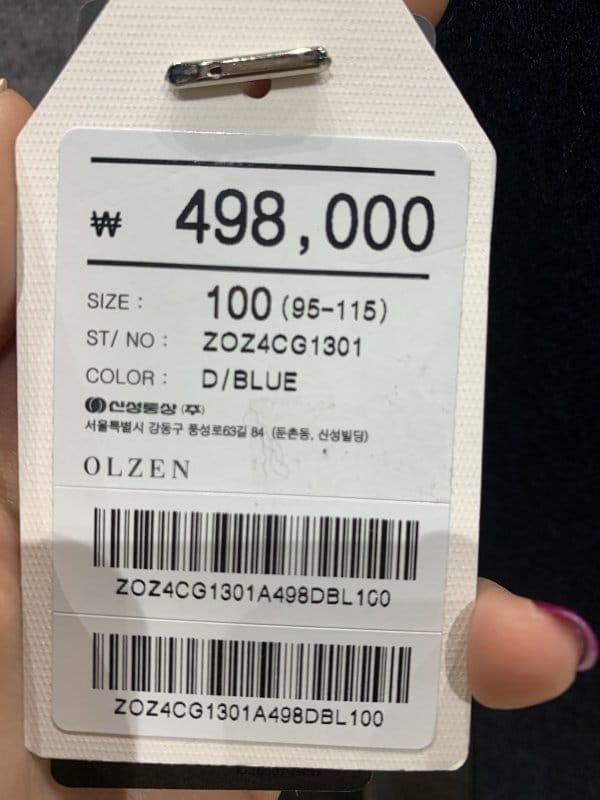 ₩ 498,000
SIZE : 100 (95-115)
ST/ NO : ZOZ4CG1301
COLOR : D/BLUE
신성통상 (주)
서울특별시 강동구 풍성로63길 84 (둔촌동, 신성빌딩)
OLZEN
ZOZ4CG1301A498DBL100
ZOZ4CG1301A498DBL100